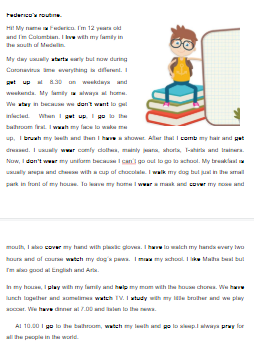 Federico's routine.
Hi! My name is Federico. I'm 12 years old
and I'm Colombian. I live with my family in
the south of Medellin.
My day usually starts early but now during
Coronavirus time everything is different. I
get up at 8.30 on weekdays and
weekends. My family is always at home.
We stay in because we don't want to get
infected. When I get up, I go to the
bathroom first. I wash my face to wake me
up, I brush my teeth and then I have a shower. After that I comb my hair and get
dressed. I usually wear comfy clothes, mainly jeans, shorts, T-shirts and trainers.
Now, I don't wear my uniform because I can't go out to go to school. My breakfast is
usually arepa and cheese with a cup of chocolate. I walk my dog but just in the small
park in front of my house. To leave my home I wear a mask and cover my nose and
mouth, I also cover my hand with plastic gloves. I have to watch my hands every two
hours and of course watch my dog's paws. I miss my school. I like Maths best but
I'm also good at English and Arts.
In my house, I play with my family and help my mom with the house chores. We have
lunch together and sometimes watch TV. I study with my little brother and we play
soccer. We have dinner at 7.00 and listen to the news.
At 10.00 I go to the bathroom, watch my teeth and go to sleep.I always pray for
all the people in the world.